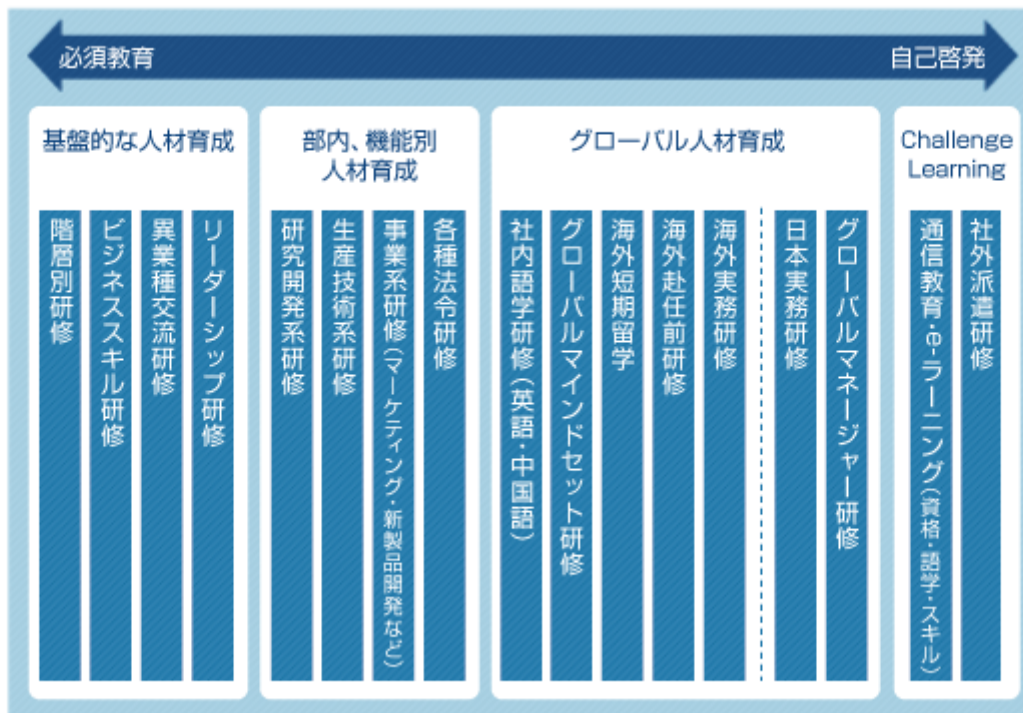 必須教育
自己啓発
基盤的な人材育成
階層別研修
ビジネススキル研修
異業種交流研修
リーダーシップ研修
部内、機能別
人材育成
研究開発系研修
生産技術系研修
事業系研修(マーケティング・新製品開発など)
各種法令研修
グローバル人材育成
社内語学研修(英語・中国語)
グローバルマインドセット研修
海外短期留学
海外赴任前研修
海外実務研修
日本実務研修
グローバルマネージャー研修
Challenge
Learning
通信教育・e-ラーニング(資格・語学・スキル)
社外派遣研修